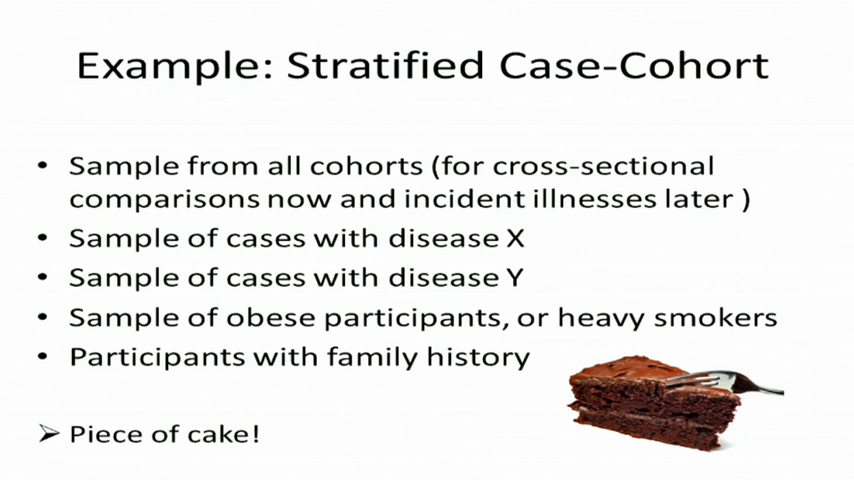 Example: Stratified Case-Cohort
• Sample from all cohorts (for cross-sectional
comparisons now and incident illnesses later )
• Sample of cases with disease X
• Sample of cases with disease Y
• Sample of obese participants, or heavy smokers
• Participants with family history
➢ Piece of cake!